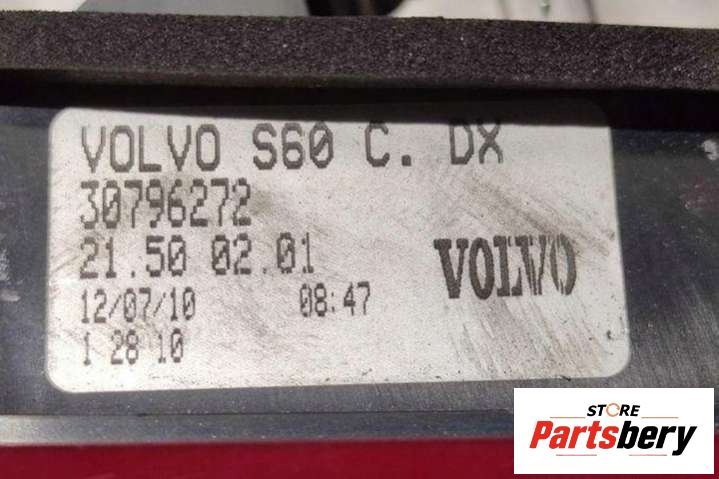 VOLVO S60 C. DX
30796272
21.50 02.01
VOLVO
12/07/10 08:47
1 28 10
STORE
Partsbery